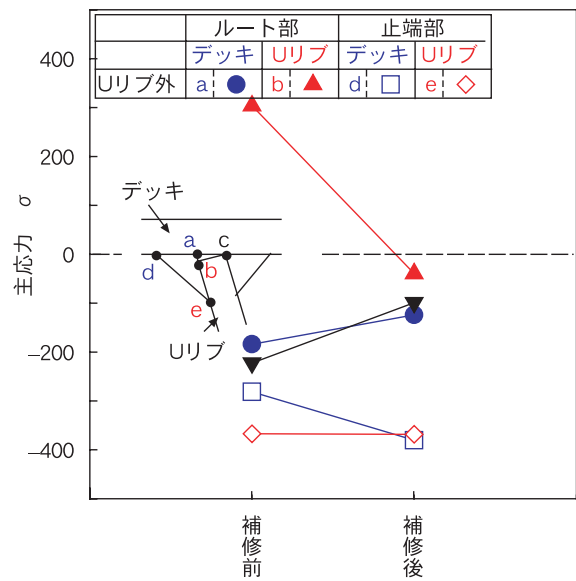 ルート部 止端部
デッキ Uリブ デッキ Uリブ
Uリブ外 a b d e
400
200
0
−200
−400
主応力 σ
デッキ
a
c
d
b
e
Uリブ
補修前
補修後